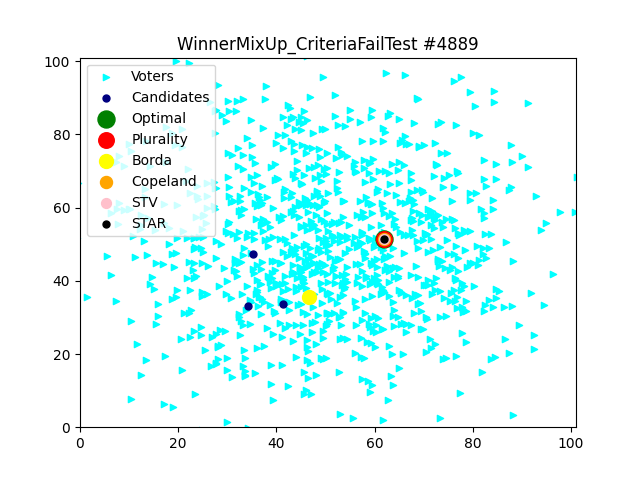 WinnerMixUp_CriteriaFailTest #4889
Voters
Candidates
Optimal
Plurality
Borda
Copeland
STV
STAR
100
80
60
40
20
0
0 20 40 60 80 100